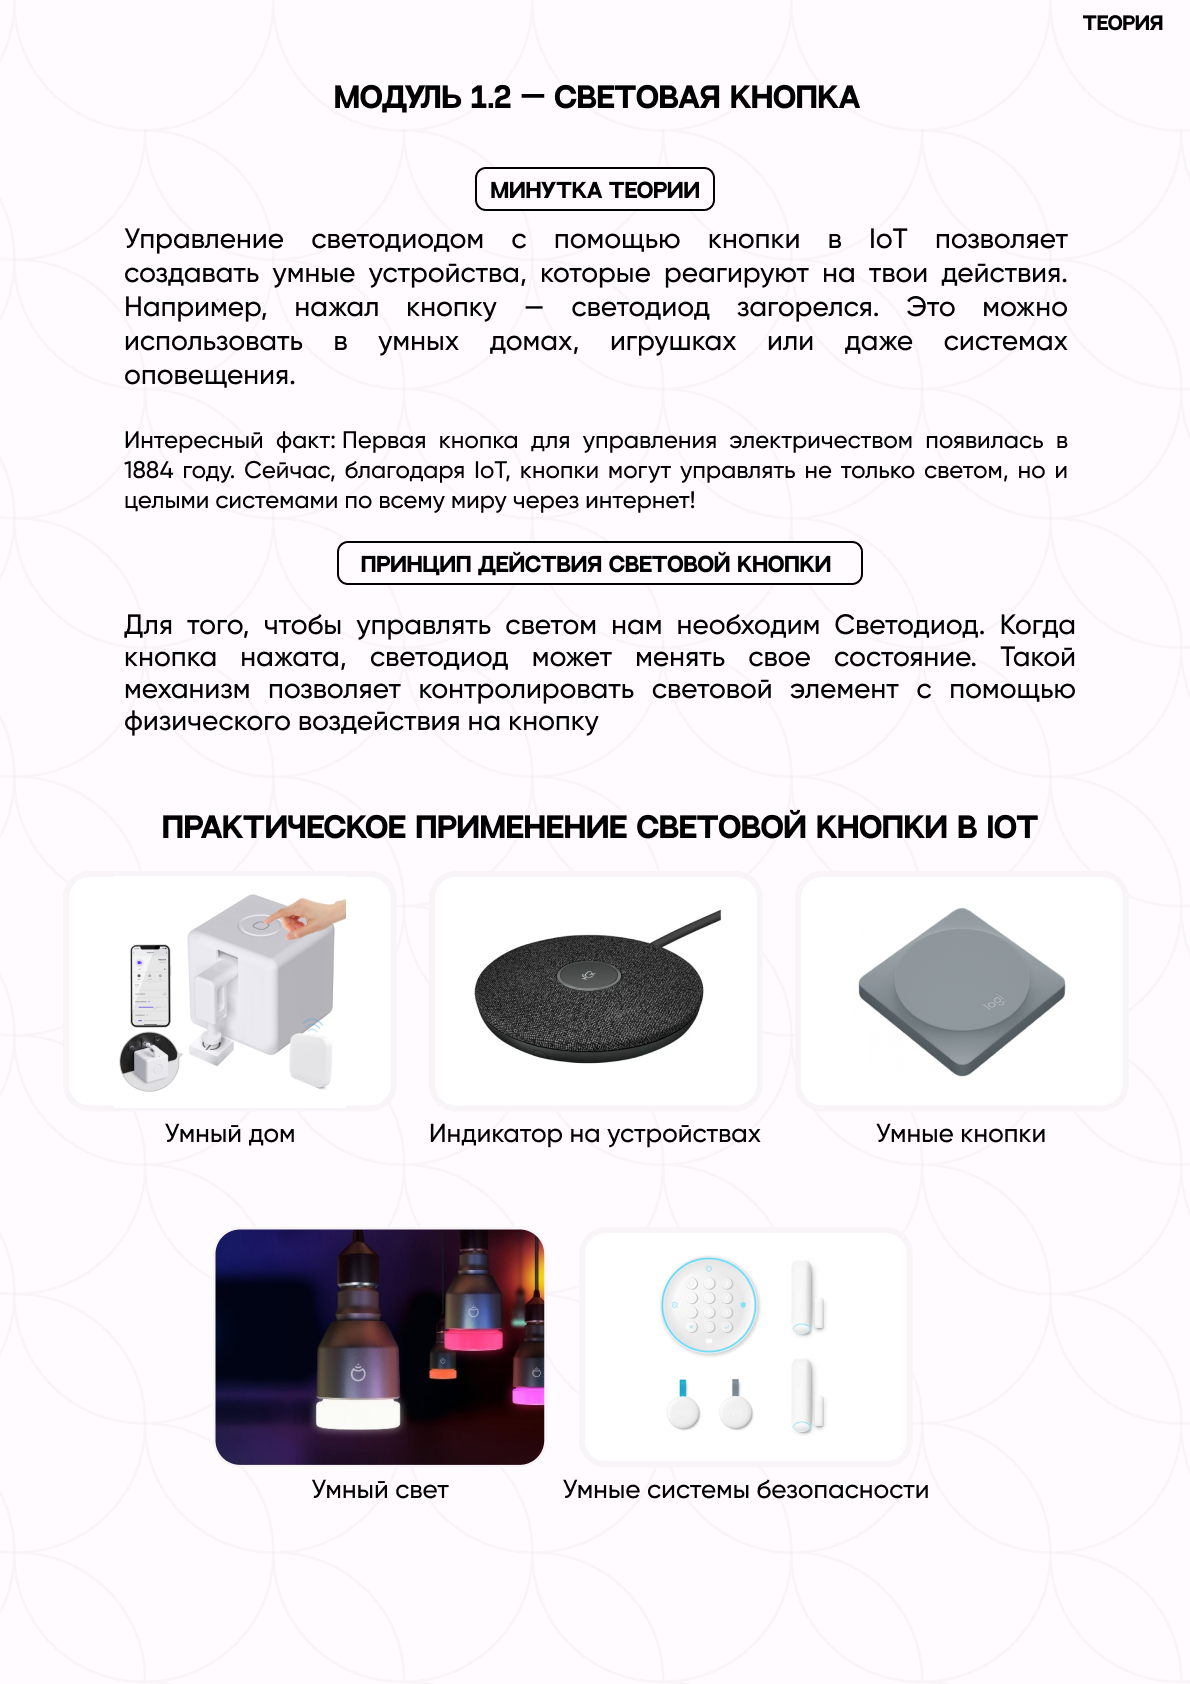 ТЕОРИЯ
МОДУЛЬ 1.2 — СВЕТОВАЯ КНОПКА
МИНУТКА ТЕОРИИ
Управление светодиодом с помощью кнопки в IoT позволяет
создавать умные устройства, которые реагируют на твои действия.
Например, нажал кнопку — светодиод загорелся. Это можно
использовать в умных домах, игрушках или даже системах
оповещения.
Интересный факт: Первая кнопка для управления электричеством появилась в
1884 году. Сейчас, благодаря IoT, кнопки могут управлять не только светом, но и
целыми системами по всему миру через интернет!
ПРИНЦИП ДЕЙСТВИЯ СВЕТОВОЙ КНОПКИ
Для того, чтобы управлять светом нам необходим Светодиод. Когда
кнопка нажата, светодиод может менять свое состояние. Такой
механизм позволяет контролировать световой элемент с помощью
физического воздействия на кнопку
ПРАКТИЧЕСКОЕ ПРИМЕНЕНИЕ СВЕТОВОЙ КНОПКИ В IOT
logi
Умный дом
Индикатор на устройствах
Умные кнопки
Умный свет
Умные системы безопасности